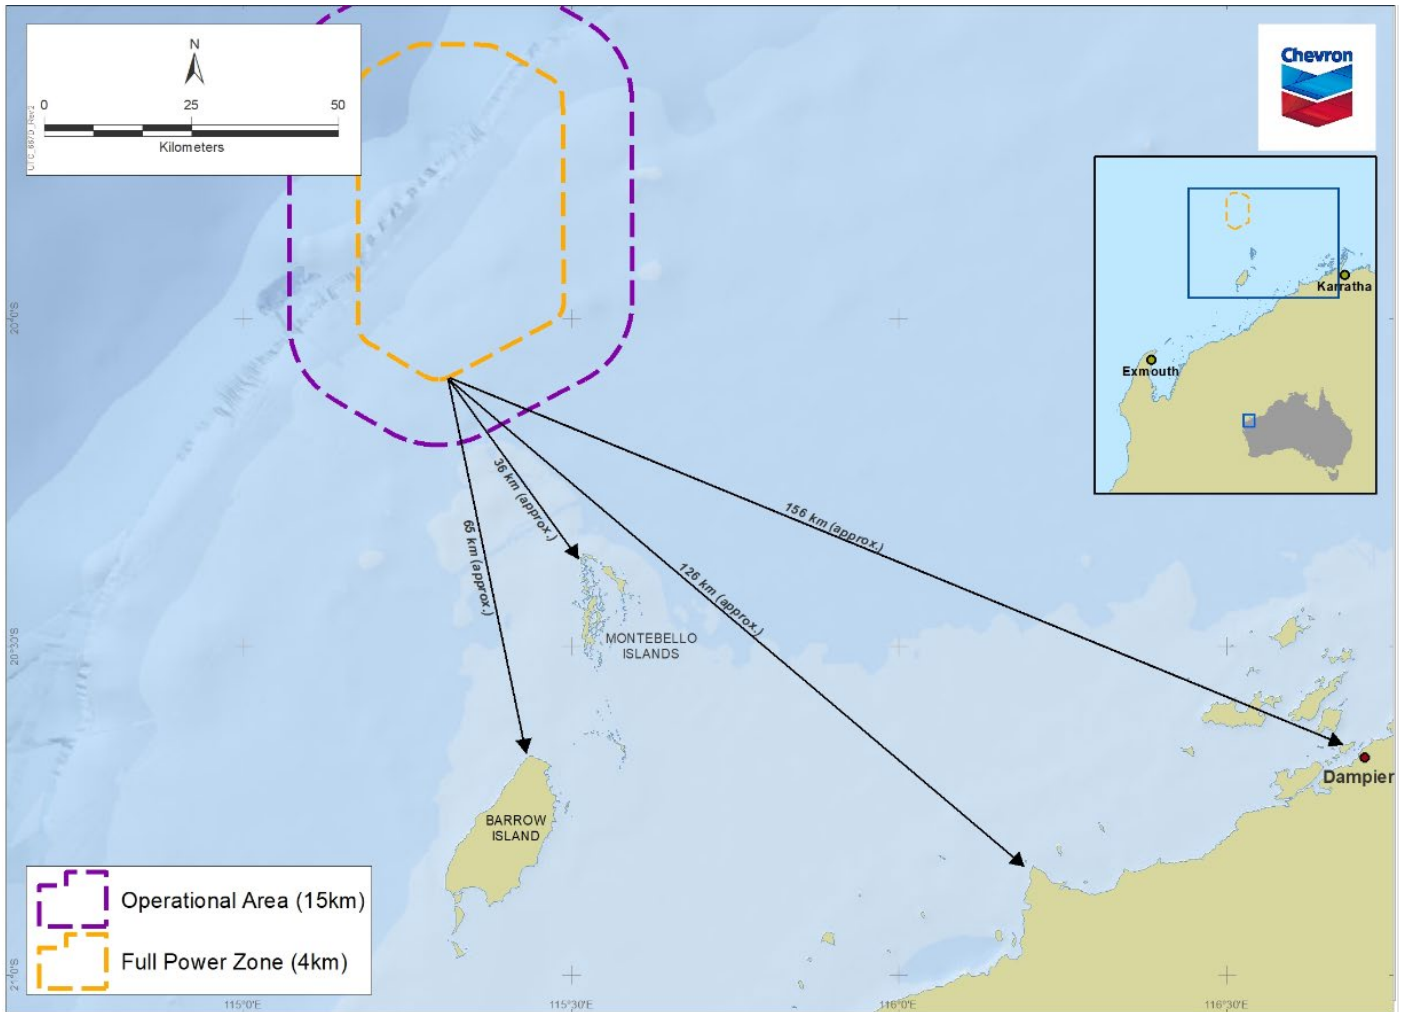 N
0 25 50
Kilometers
Chevron
Karratha
Exmouth
20°0'S
36 km (approx.)
65 km (approx.)
156 km (approx.)
126 km (approx.)
MONTEBELLO
ISLANDS
20°30'S
Dampier
BARROW
ISLAND
Operational Area (15km)
Full Power Zone (4km)
21°0'S
115°0'E 115°30'E 116°0'E 116°30'E